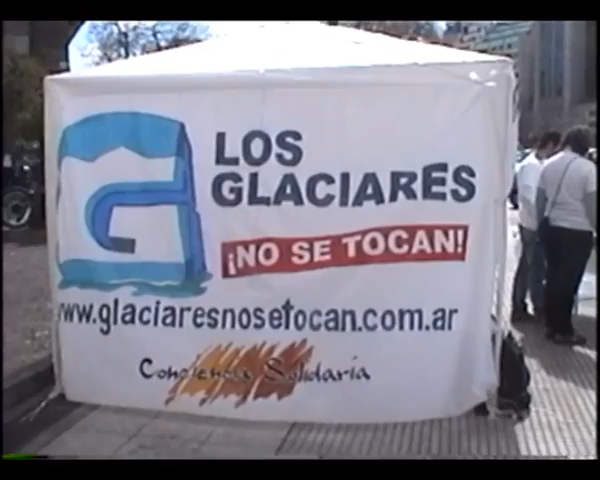 LOS
GLACIARES
¡NO SE TOCAN!
www.glaciaresnosetocan.com.ar
Conciencia Solidaria